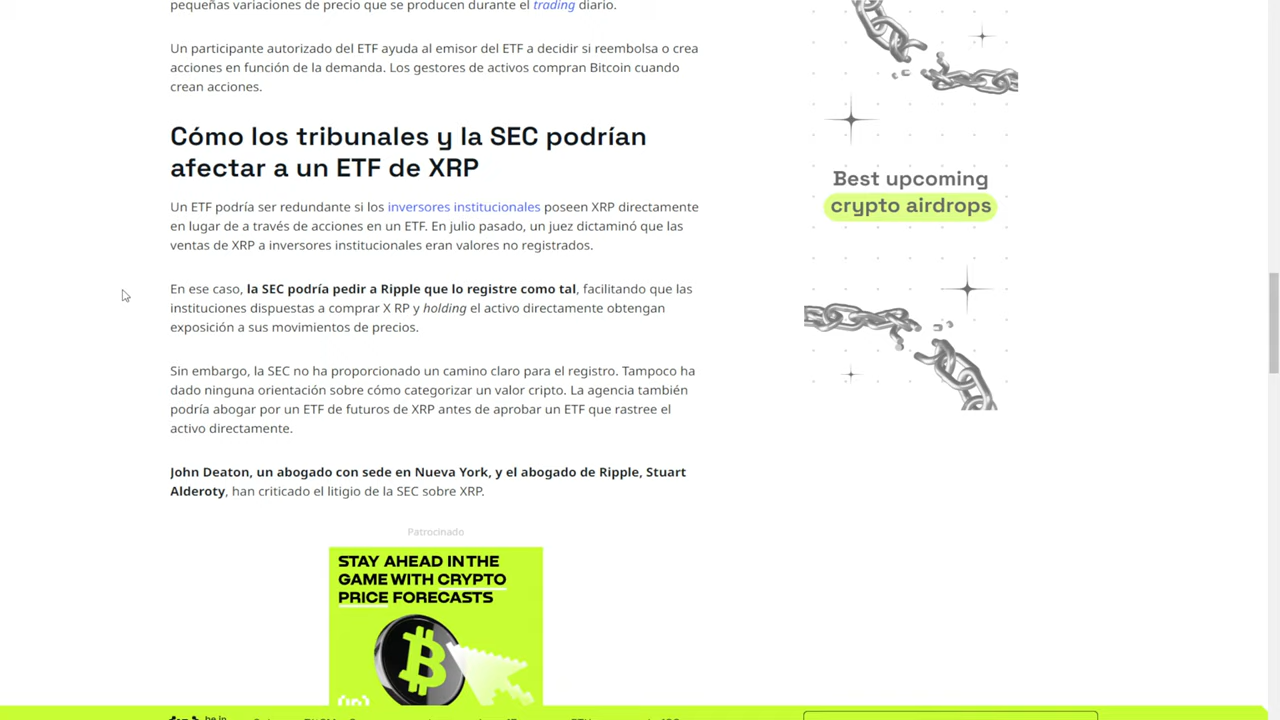 pequeñas variaciones de precio que se producen durante el trading diario.
Un participante autorizado del ETF ayuda al emisor del ETF a decidir si reembolsa o crea
acciones en función de la demanda. Los gestores de activos compran Bitcoin cuando
crean acciones.
Cómo los tribunales y la SEC podrían
afectar a un ETF de XRP
Un ETF podría ser redundante si los inversores institucionales poseen XRP directamente
en lugar de a través de acciones en un ETF. En julio pasado, un juez dictaminó que las
ventas de XRP a inversores institucionales eran valores no registrados.
En ese caso, la SEC podría pedir a Ripple que lo registre como tal, facilitando que las
instituciones dispuestas a comprar X RP y holding el activo directamente obtengan
exposición a sus movimientos de precios.
Sin embargo, la SEC no ha proporcionado un camino claro para el registro. Tampoco ha
dado ninguna orientación sobre cómo categorizar un valor cripto. La agencia también
podría abogar por un ETF de futuros de XRP antes de aprobar un ETF que rastree el
activo directamente.
John Deaton, un abogado con sede en Nueva York, y el abogado de Ripple, Stuart
Alderoty, han criticado el litigio de la SEC sobre XRP.
Patrocinado
STAY AHEAD IN THE
GAME WITH CRYPTO
PRICE FORECASTS
Best upcoming
crypto airdrops